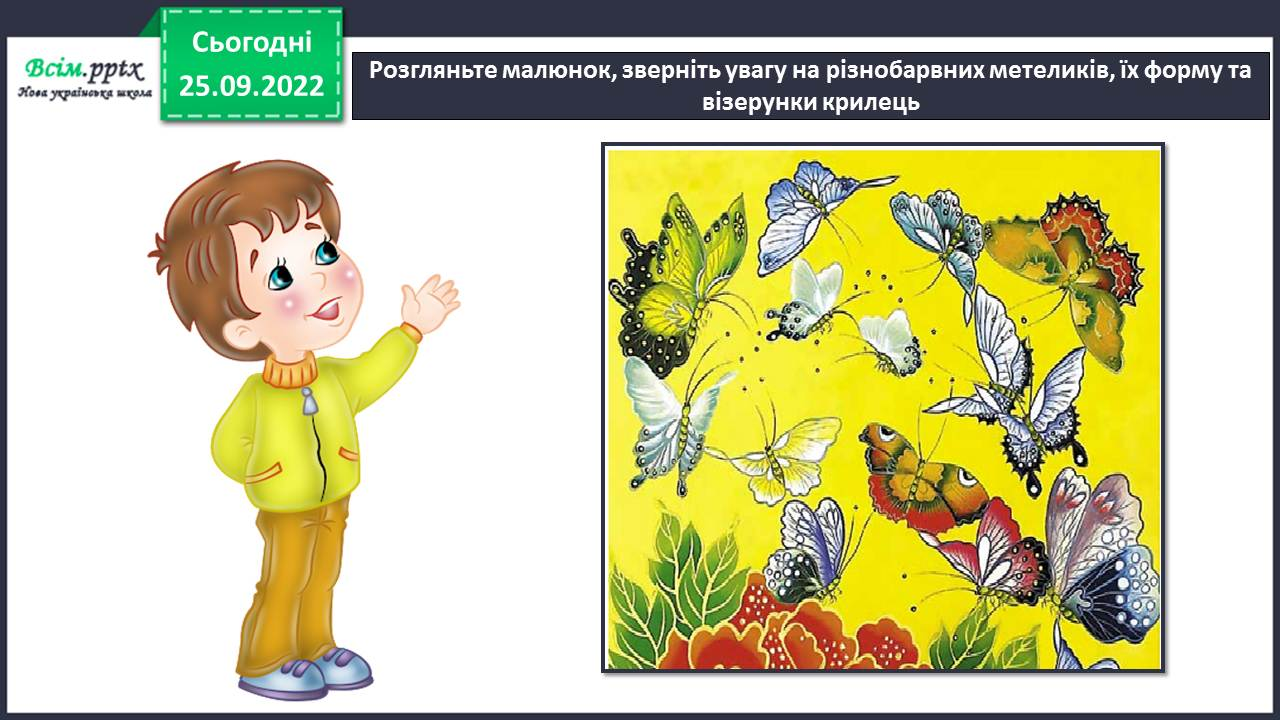 Всім.pptx
Нова українська школа
Сьогодні
25.09.2022
Розгляньте малюнок, зверніть увагу на різнобарвних метеликів, їх форму та
візерунки крилець